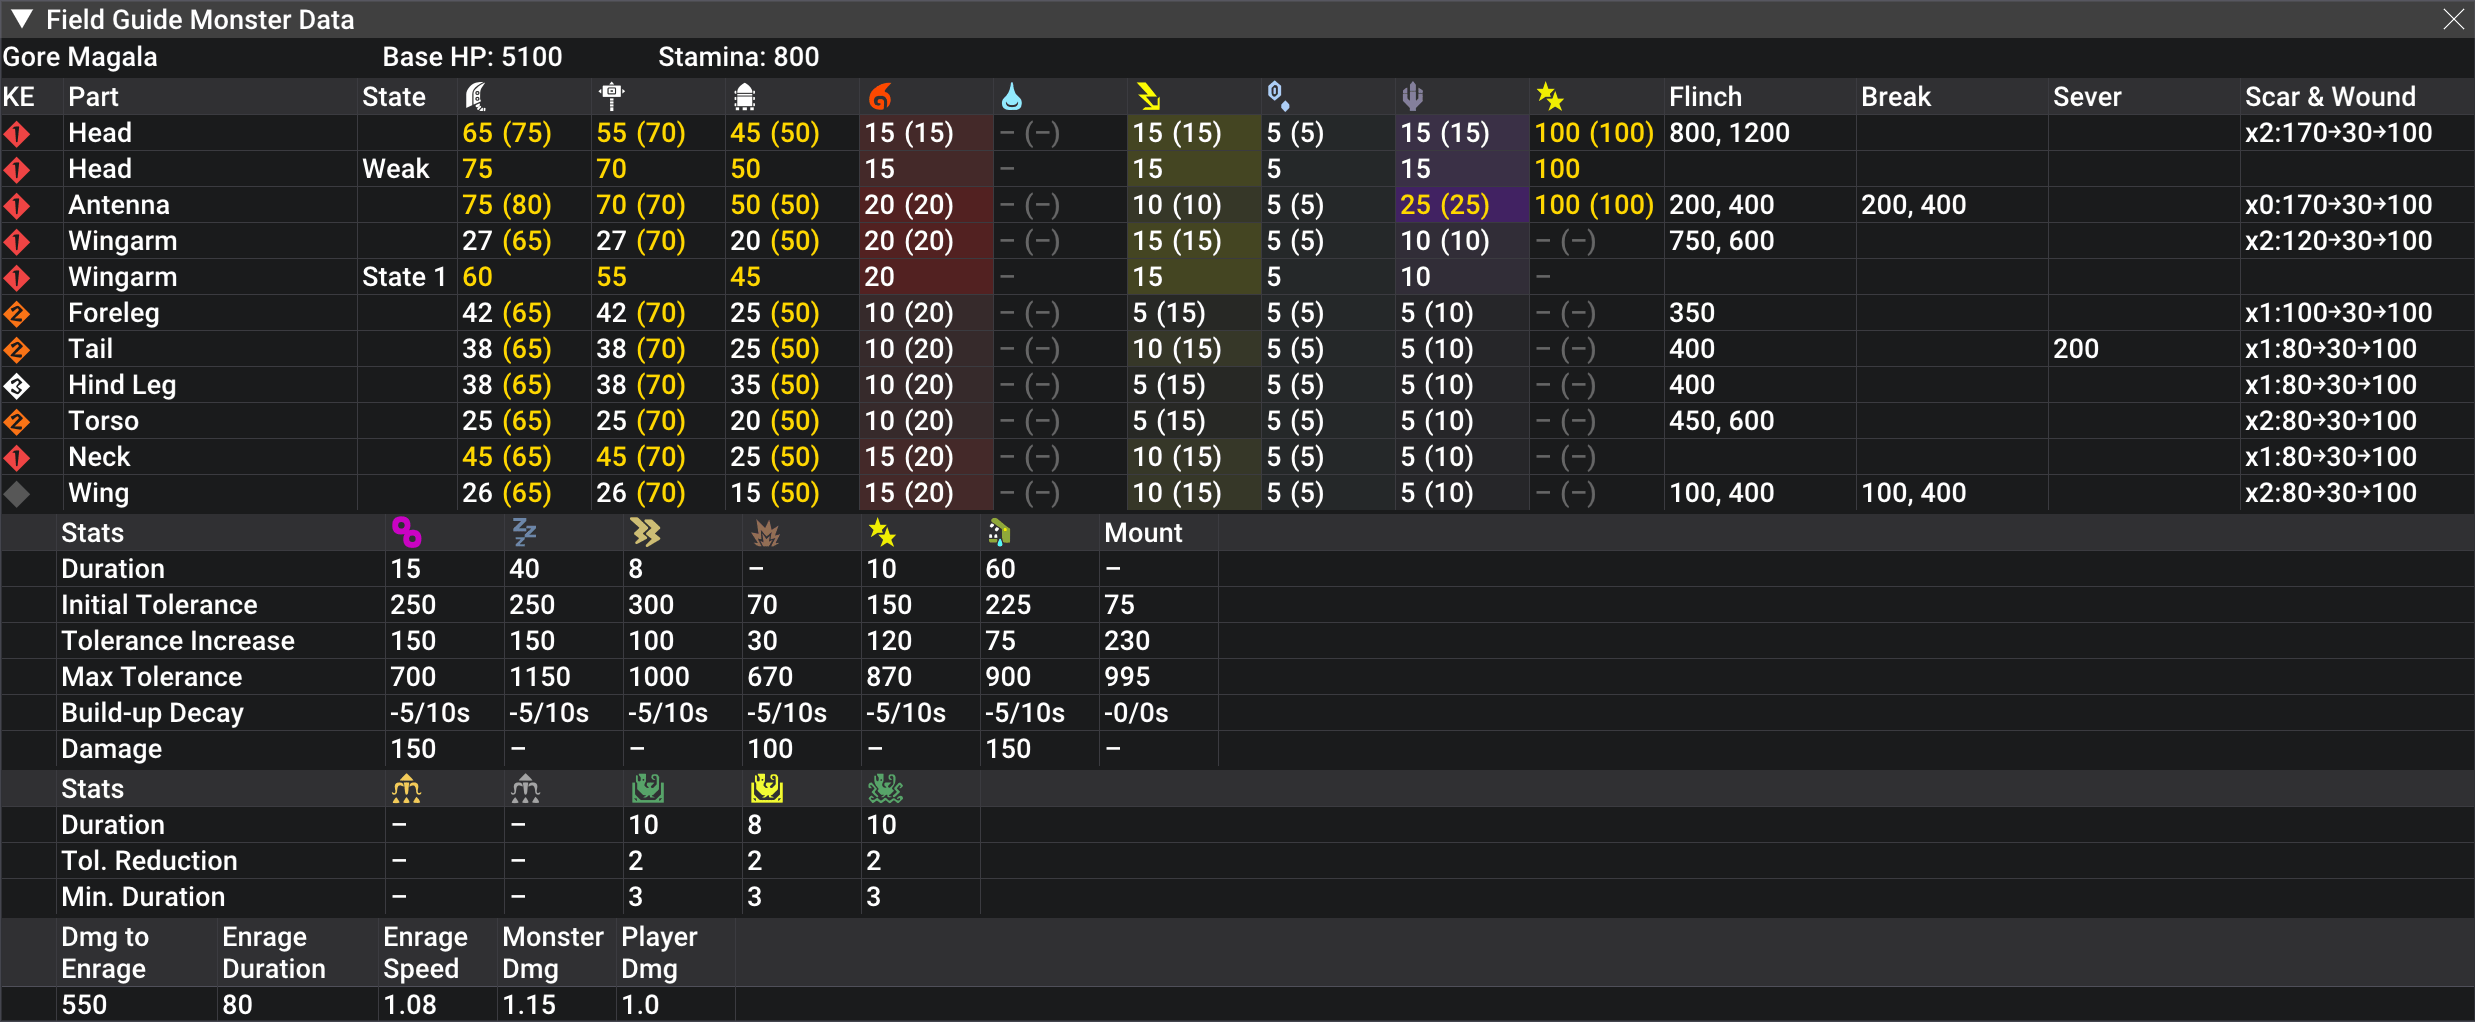 ▼ Field Guide Monster Data
Gore Magala Base HP: 5100 Stamina: 800
KE Part State Flinch Break Sever Scar & Wound
1 Head 65 (75) 55 (70) 45 (50) 15 (15) – (–) 15 (15) 5 (5) 15 (15) 100 (100) 800, 1200 x2:170→30→100
1 Head Weak 75 70 50 15 – 15 5 15 100
1 Antenna 75 (80) 70 (70) 50 (50) 20 (20) – (–) 10 (10) 5 (5) 25 (25) 100 (100) 200, 400 200, 400 x0:170→30→100
1 Wingarm 27 (65) 27 (70) 20 (50) 20 (20) – (–) 15 (15) 5 (5) 10 (10) – (–) 750, 600 x2:120→30→100
1 Wingarm State 1 60 55 45 20 – 15 5 10 –
2 Foreleg 42 (65) 42 (70) 25 (50) 10 (20) – (–) 5 (15) 5 (5) 5 (10) – (–) 350 x1:100→30→100
2 Tail 38 (65) 38 (70) 25 (50) 10 (20) – (–) 10 (15) 5 (5) 5 (10) – (–) 400 200 x1:80→30→100
3 Hind Leg 38 (65) 38 (70) 35 (50) 10 (20) – (–) 5 (15) 5 (5) 5 (10) – (–) 400 x1:80→30→100
2 Torso 25 (65) 25 (70) 20 (50) 10 (20) – (–) 5 (15) 5 (5) 5 (10) – (–) 450, 600 x2:80→30→100
1 Neck 45 (65) 45 (70) 25 (50) 15 (20) – (–) 10 (15) 5 (5) 5 (10) – (–) x1:80→30→100
Wing 26 (65) 26 (70) 15 (50) 15 (20) – (–) 10 (15) 5 (5) 5 (10) – (–) 100, 400 100, 400 x2:80→30→100
Stats Mount
Duration 15 40 8 – 10 60 –
Initial Tolerance 250 250 300 70 150 225 75
Tolerance Increase 150 150 100 30 120 75 230
Max Tolerance 700 1150 1000 670 870 900 995
Build-up Decay -5/10s -5/10s -5/10s -5/10s -5/10s -5/10s -0/0s
Damage 150 – – 100 – 150 –
Stats
Duration – – 10 8 10
Tol. Reduction – – 2 2 2
Min. Duration – – 3 3 3
Dmg to Enrage Enrage Monster Player
Enrage Duration Speed Dmg Dmg
550 80 1.08 1.15 1.0